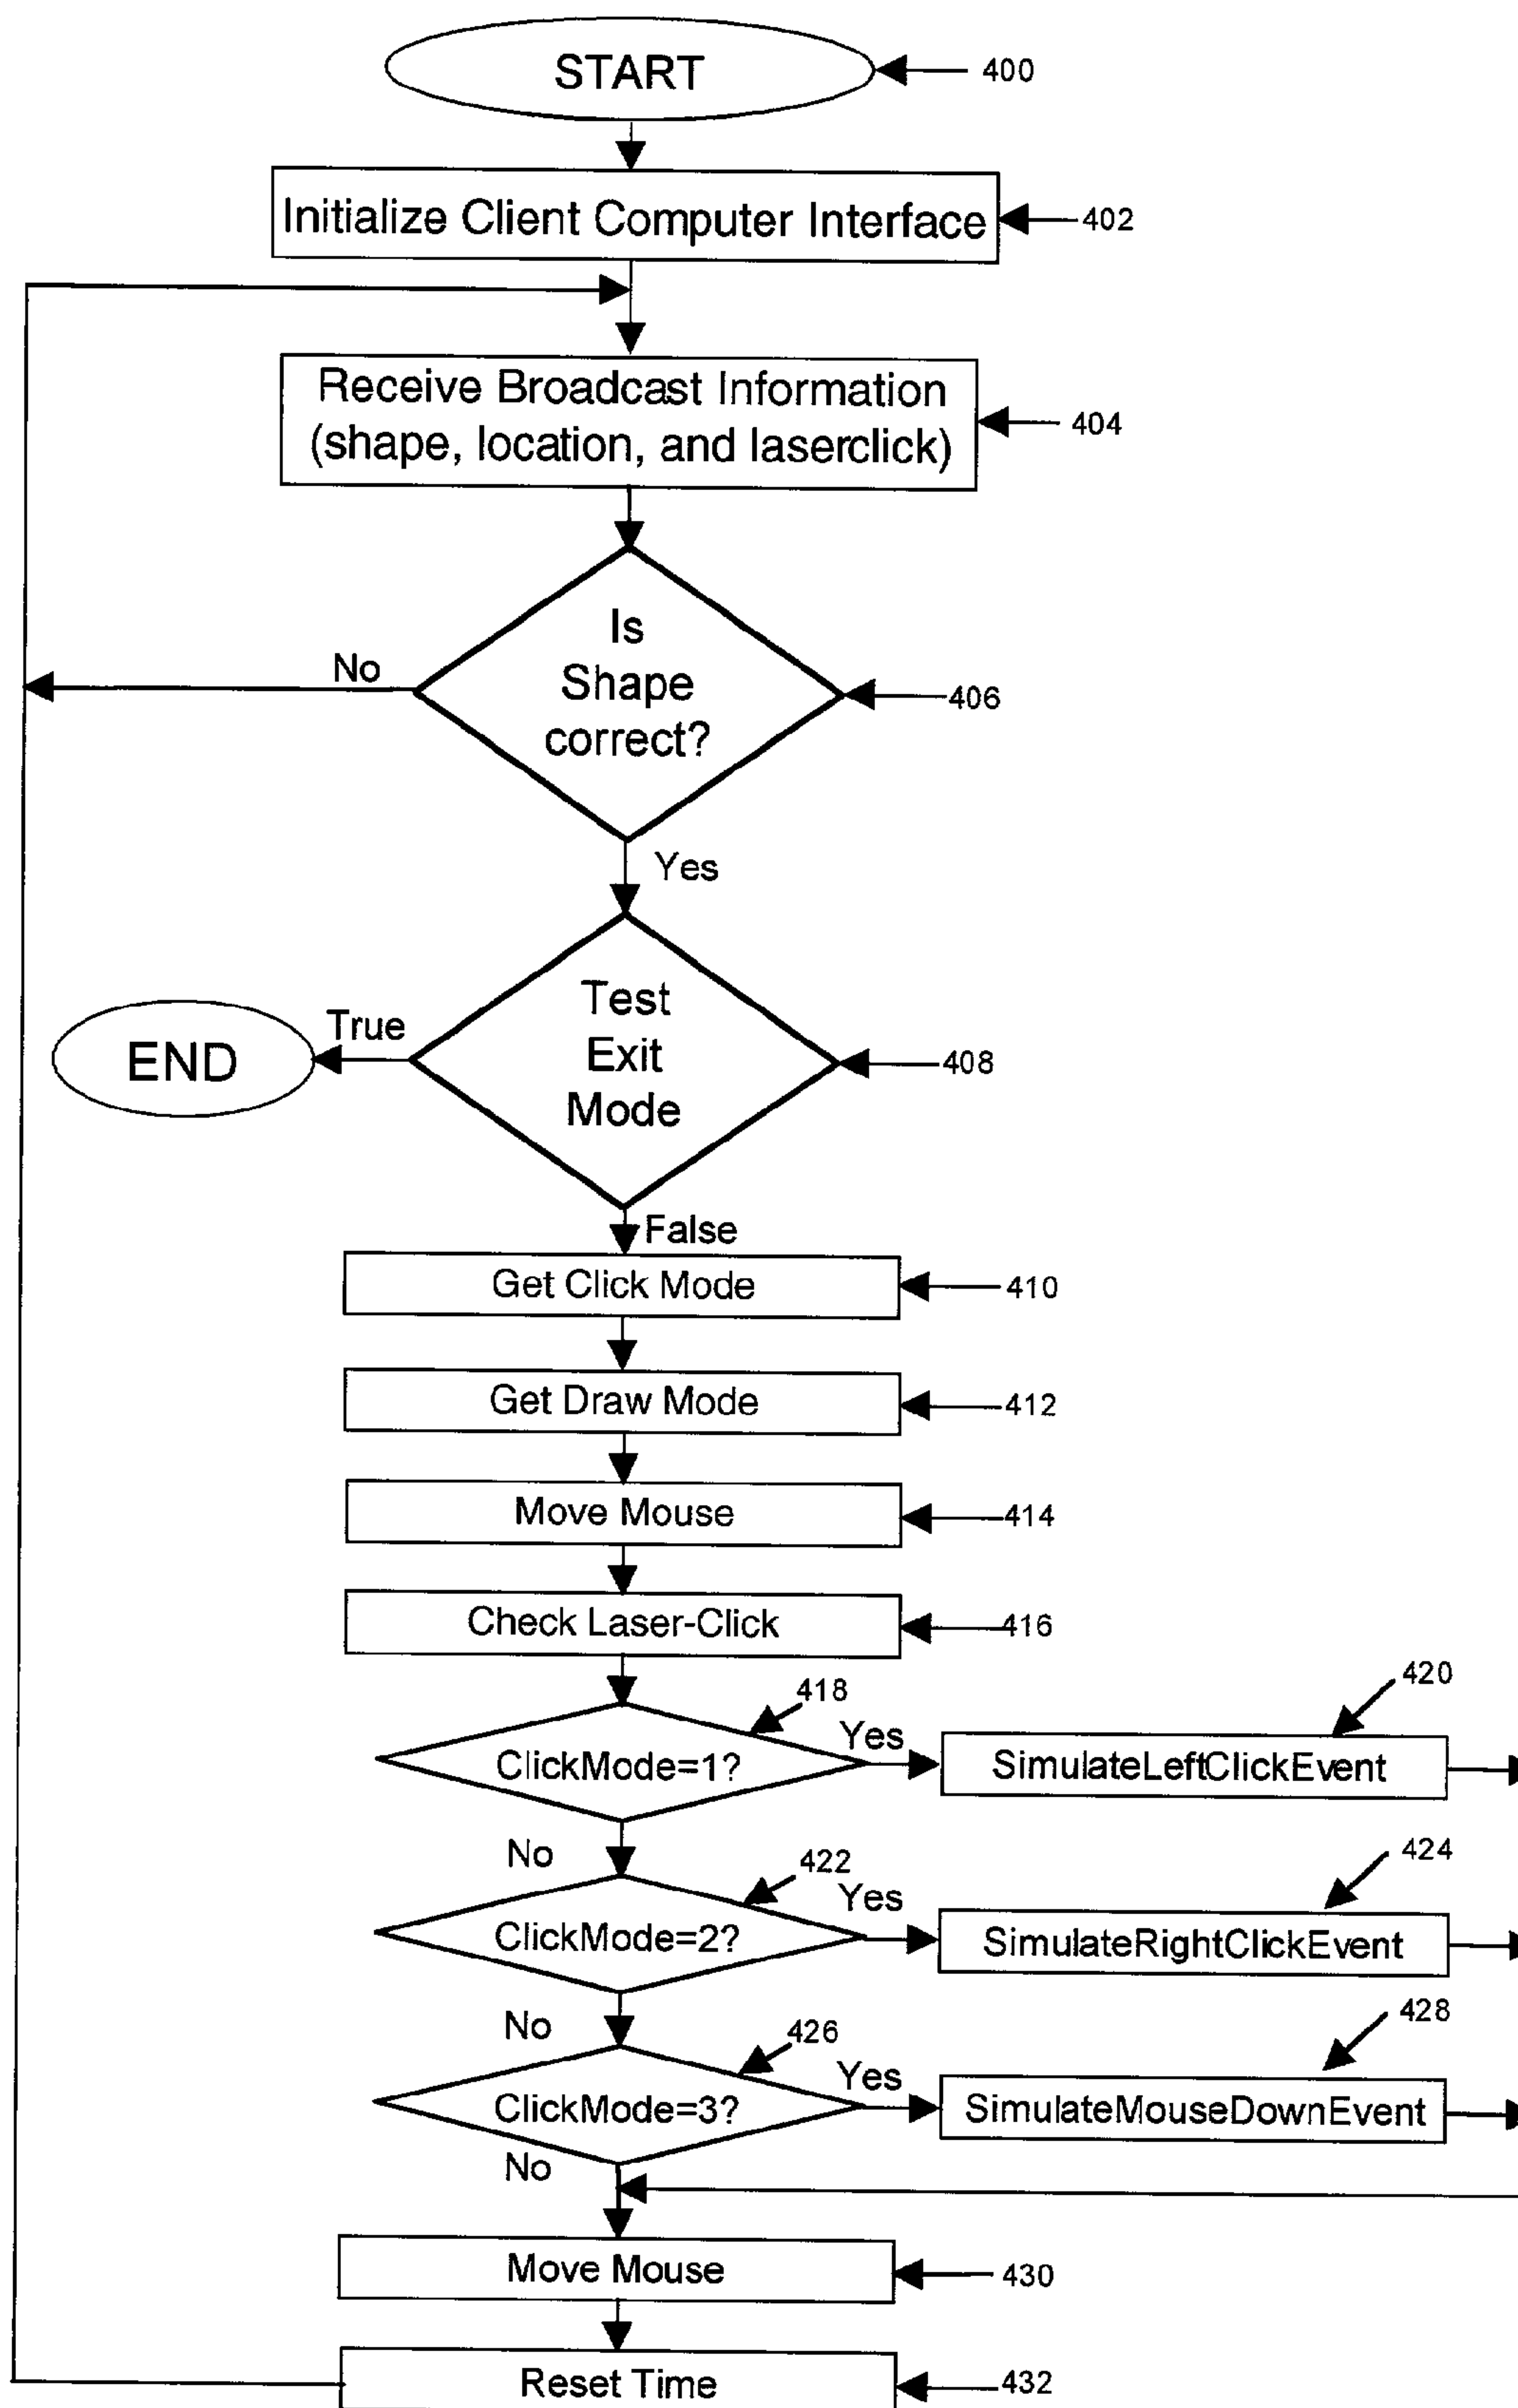 START
400
Initialize Client Computer Interface
402
Receive Broadcast Information
(shape, location, and laserclick)
404
Is
Shape
correct?
No
406
Yes
Test
Exit
Mode
True
END
408
False
Get Click Mode
410
Get Draw Mode
412
Move Mouse
414
Check Laser-Click
416
418
420
ClickMode=1?
Yes
SimulateLeftClickEvent
No
422
424
ClickMode=2?
Yes
SimulateRightClickEvent
No
426
428
ClickMode=3?
Yes
SimulateMouseDownEvent
No
Move Mouse
430
Reset Time
432